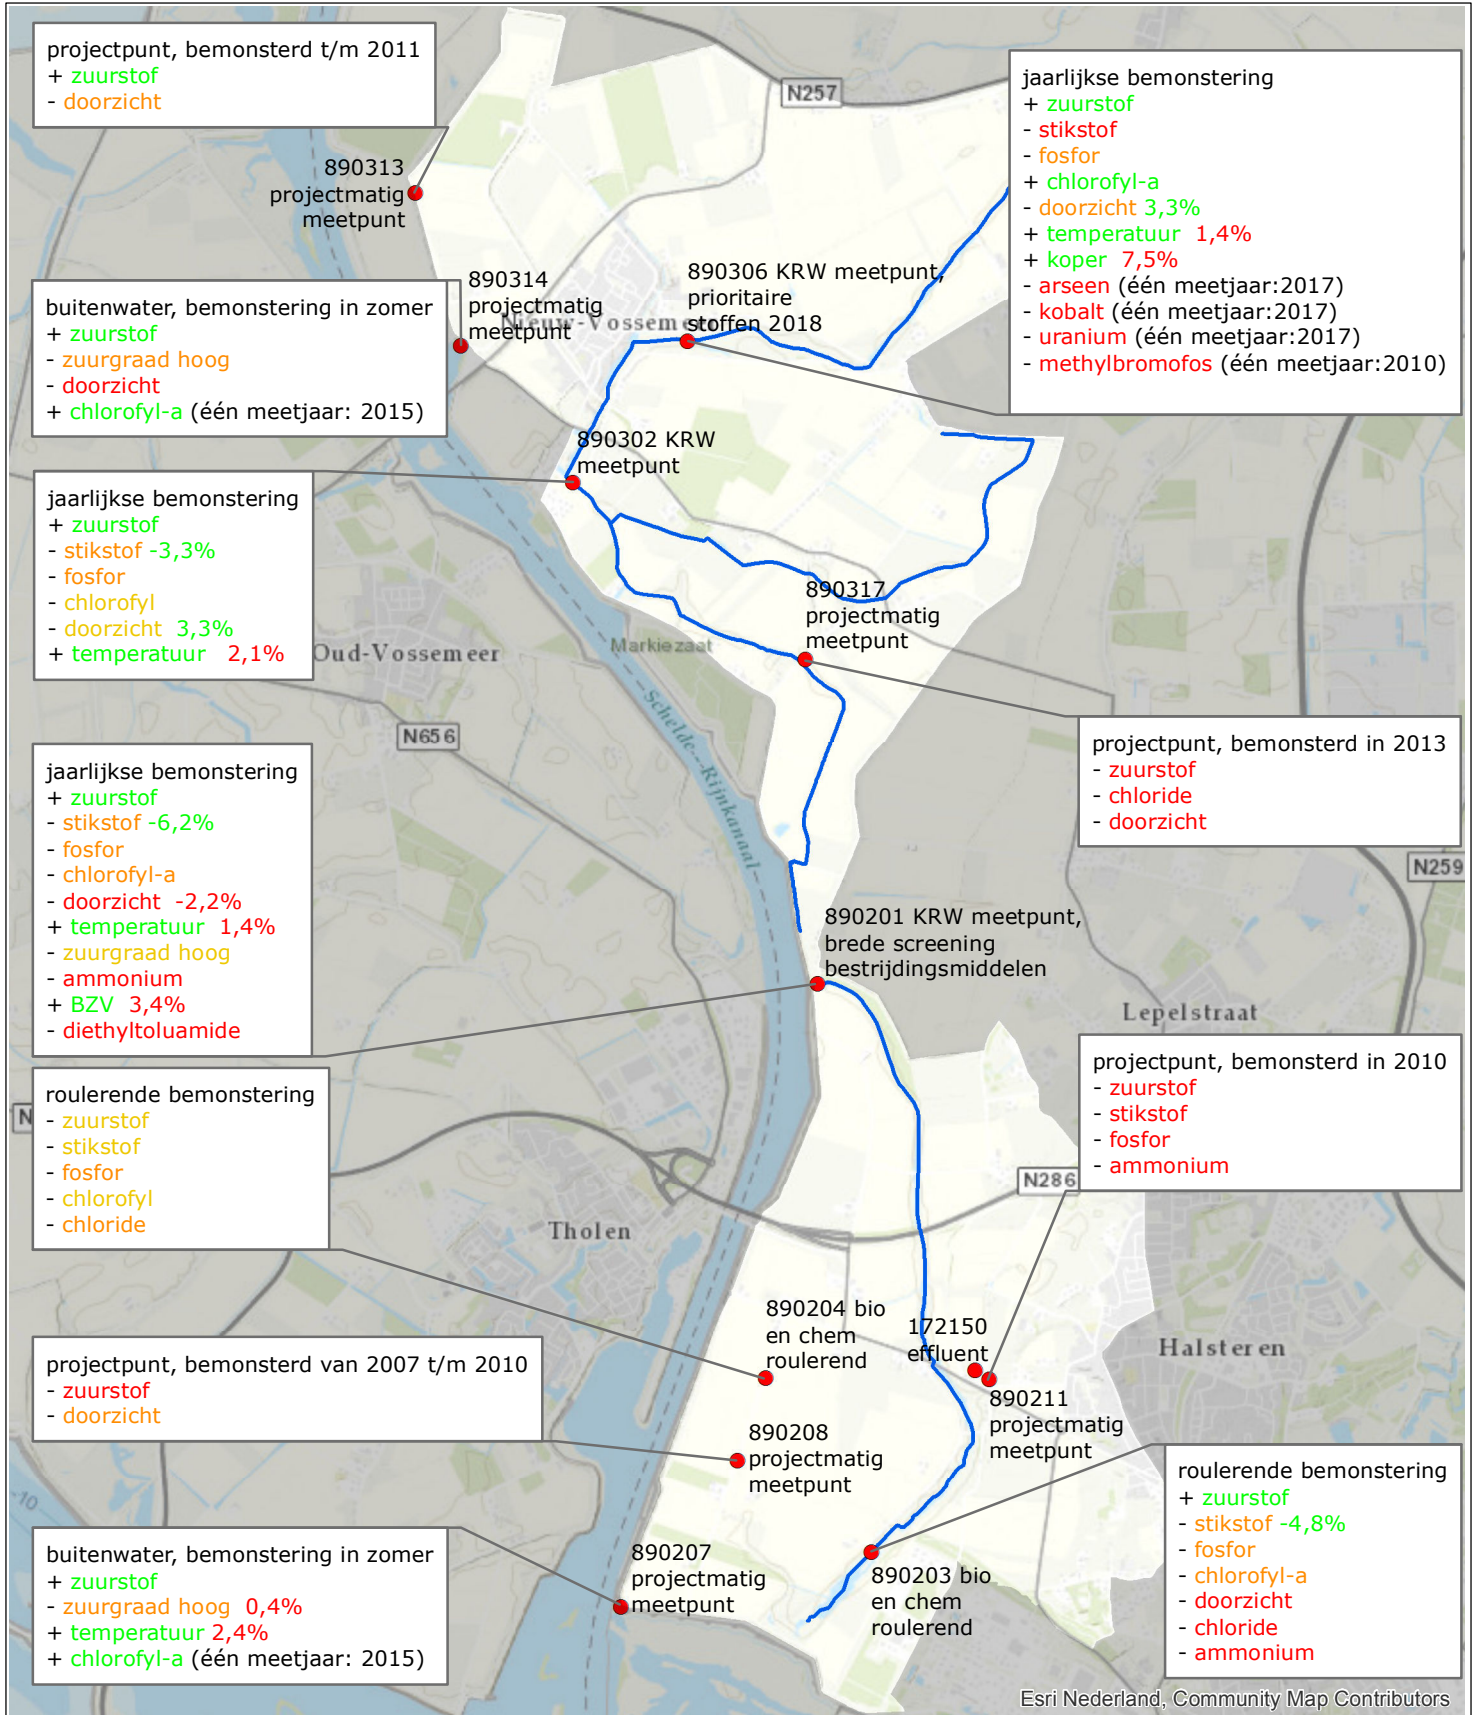 projectpunt, bemonsterd t/m 2011
+ zuurstof
- doorzicht
N257
jaarlijkse bemonstering
+ zuurstof
- stikstof
- fosfor
+ chlorofyl-a
- doorzicht 3,3%
+ temperatuur 1,4%
+ koper 7,5%
- arseen (één meetjaar:2017)
- kobalt (één meetjaar:2017)
- uranium (één meetjaar:2017)
- methylbromofos (één meetjaar:2010)
890313
projectmatig
meetpunt
890314
projectmatig
meetpunt
890306 KRW meetpunt,
prioritaire
stoffen 2018
Nieuw-Vossemeer
buitenwater, bemonstering in zomer
+ zuurstof
- zuurgraad hoog
- doorzicht
+ chlorofyl-a (één meetjaar: 2015)
890302 KRW
meetpunt
jaarlijkse bemonstering
+ zuurstof
- stikstof -3,3%
- fosfor
- chlorofyl
- doorzicht 3,3%
+ temperatuur 2,1%
Oud-Vossemeer
Markiezaat
890317
projectmatig
meetpunt
Schelde-Rijnkanaal
N656
projectpunt, bemonsterd in 2013
- zuurstof
- chloride
- doorzicht
N259
jaarlijkse bemonstering
+ zuurstof
- stikstof -6,2%
- fosfor
- chlorofyl-a
- doorzicht -2,2%
+ temperatuur 1,4%
- zuurgraad hoog
- ammonium
+ BZV 3,4%
- diethyltoluamide
890201 KRW meetpunt,
brede screening
bestrijdingsmiddelen
Lepelstraat
projectpunt, bemonsterd in 2010
- zuurstof
- stikstof
- fosfor
- ammonium
N
roulerende bemonstering
- zuurstof
- stikstof
- fosfor
- chlorofyl
- chloride
N286
Tholen
890204 bio
en chem
roulerend
172150
effluent
Halsteren
890211
projectmatig
meetpunt
projectpunt, bemonsterd van 2007 t/m 2010
- zuurstof
- doorzicht
890208
projectmatig
meetpunt
roulerende bemonstering
+ zuurstof
- stikstof -4,8%
- fosfor
- chlorofyl-a
- doorzicht
- chloride
- ammonium
-10
buitenwater, bemonstering in zomer
+ zuurstof
- zuurgraad hoog 0,4%
+ temperatuur 2,4%
+ chlorofyl-a (één meetjaar: 2015)
890207
projectmatig
meetpunt
890203 bio
en chem
roulerend
Esri Nederland, Community Map Contributors